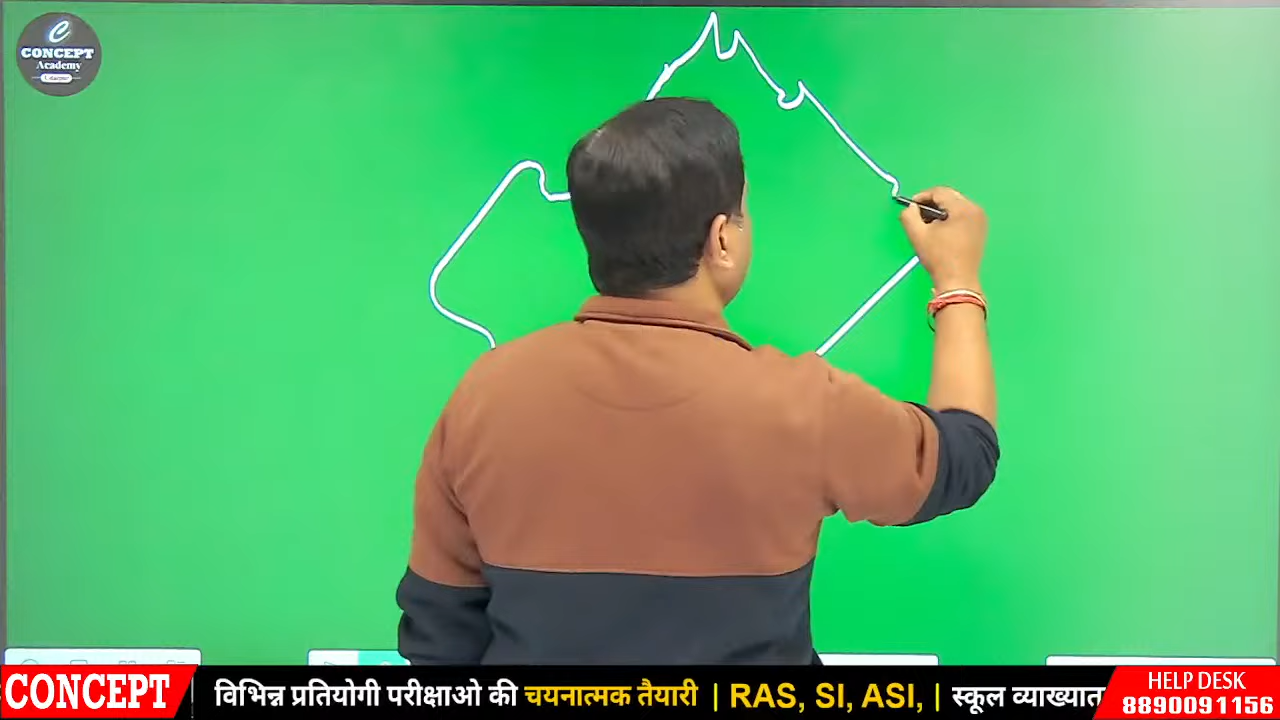 e
CONCEPT
Academy
CONCEPT
विभिन्न प्रतियोगी परीक्षाओ की चयनात्मक तैयारी | RAS, SI, ASI, | स्कूल व्याख्यात
HELP DESK
8890091156